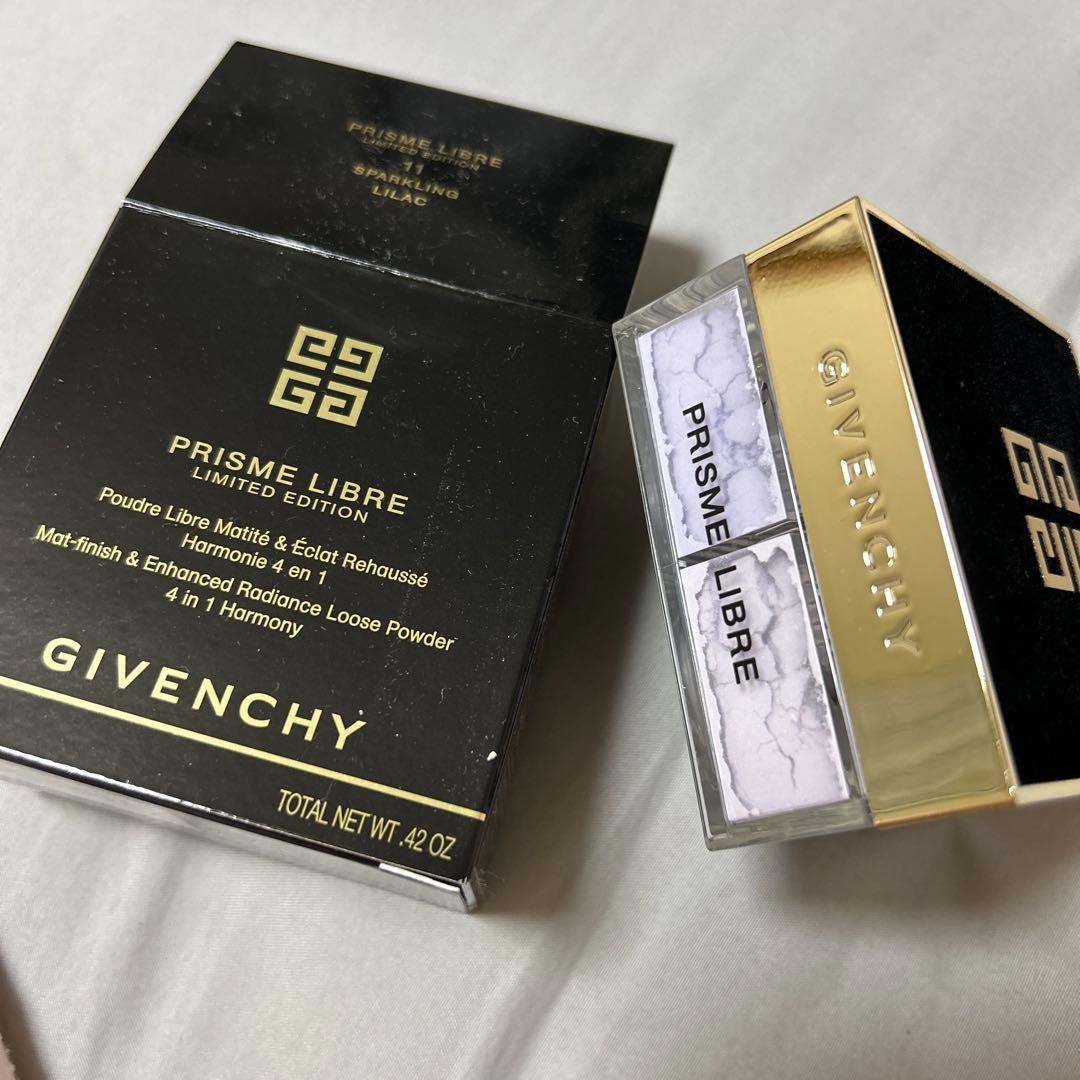 PRISME LIBRE
LIMITED EDITION
11
SPARKLING
LILAC
PRISME LIBRE
LIMITED EDITION
Poudre Libre Matité & Éclat Rehaussé
Harmonie 4 en 1
Mat-finish & Enhanced Radiance Loose Powder
4 in 1 Harmony
GIVENCHY
TOTAL NET WT .42 OZ
PRISME LIBRE
GIVENCHY